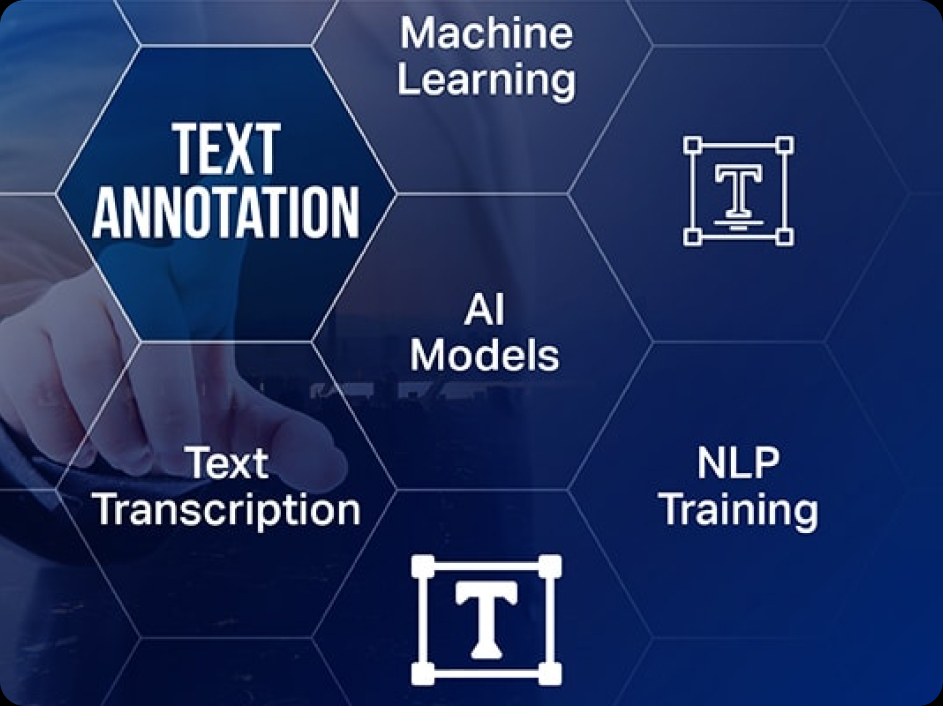 Machine
Learning
TEXT
ANNOTATION
T
AI
Models
Text
Transcription
NLP
Training
T